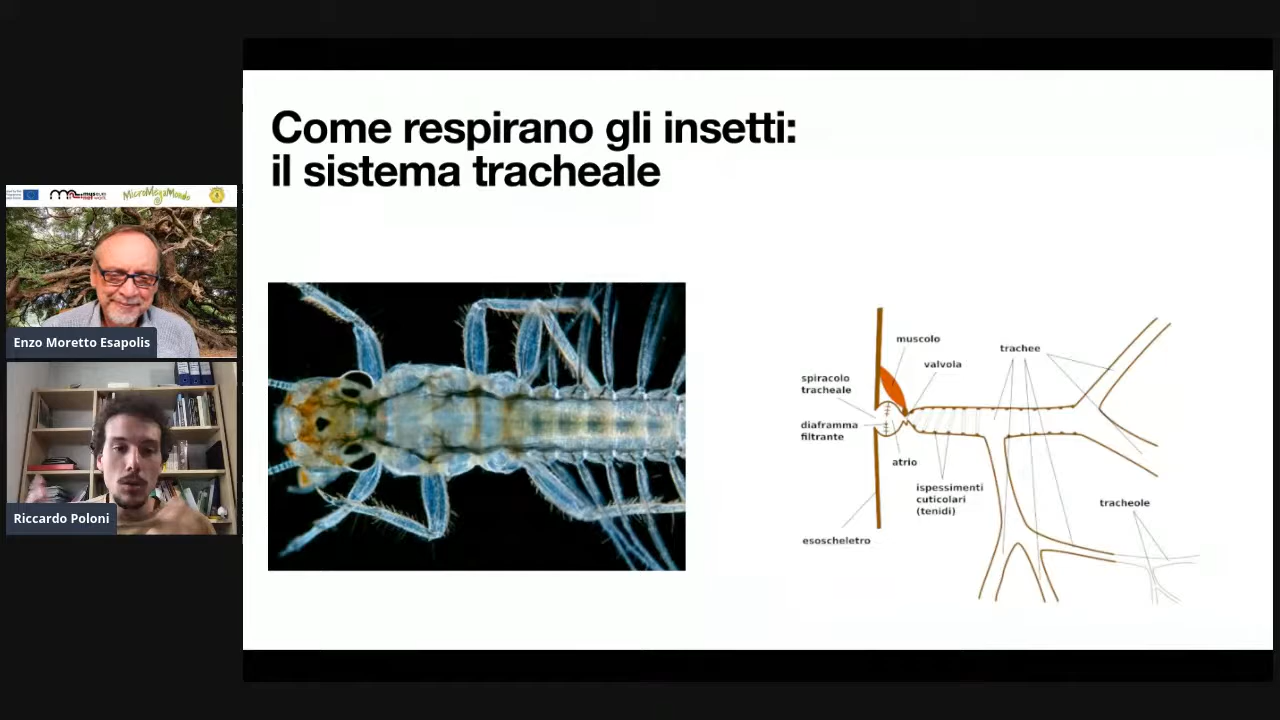 Come respirano gli insetti:
il sistema tracheale
MicroMegaMondo
Enzo Moretto Esapolis
Riccardo Poloni
muscolo
valvola
trachee
spiracolo
tracheale
diaframma
filtrante
atrio
ispessimenti
cuticolari
(tenidi)
tracheole
esoscheletro